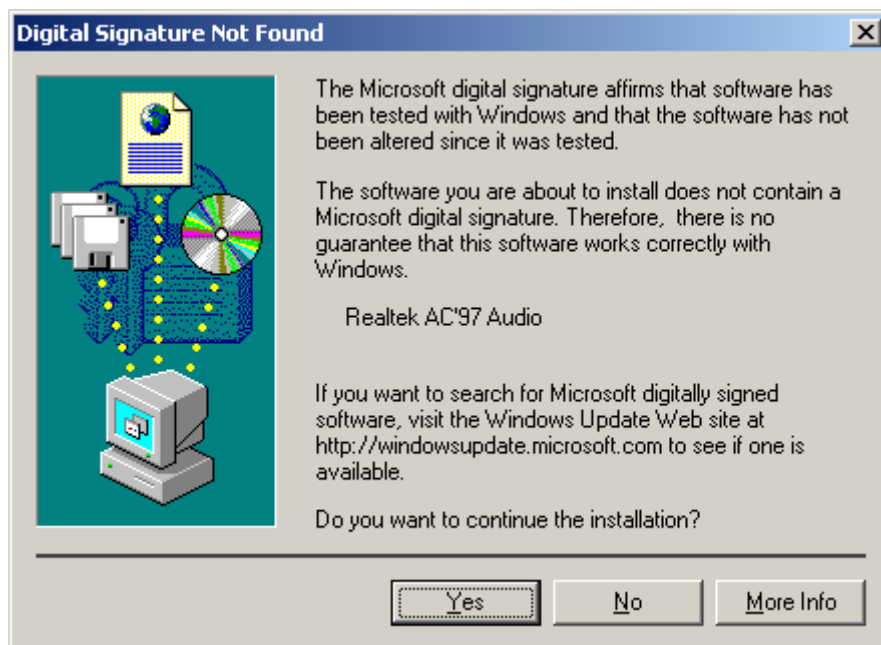 Digital Signature Not Found
The Microsoft digital signature affirms that software has
been tested with Windows and that the software has not
been altered since it was tested.
The software you are about to install does not contain a
Microsoft digital signature. Therefore,  there is no
guarantee that this software works correctly with
Windows.
Realtek AC'97 Audio
If you want to search for Microsoft digitally signed
software, visit the Windows Update Web site at
http://windowsupdate.microsoft.com to see if one is
available.
Do you want to continue the installation?
Yes No More Info